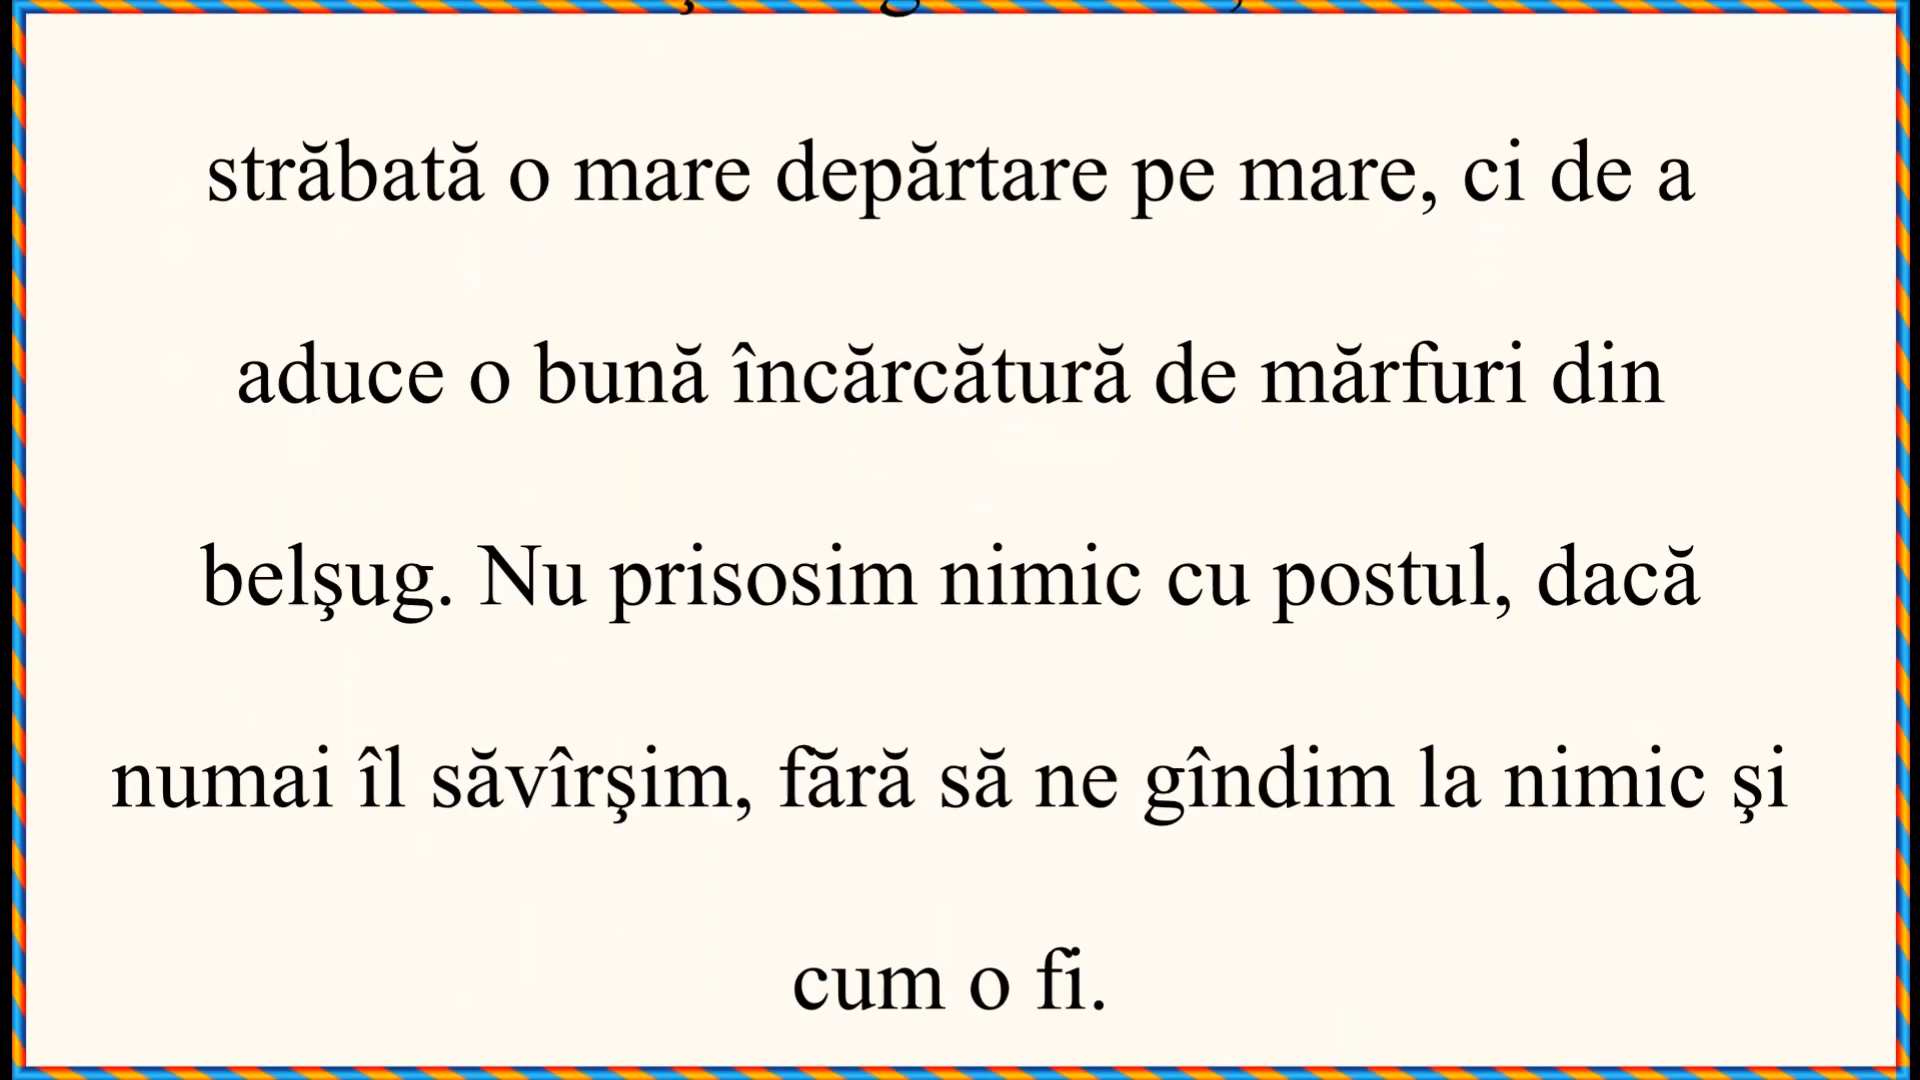 străbată o mare depărtare pe mare, ci de a
aduce o bună încărcătură de mărfuri din
belşug. Nu prisosim nimic cu postul, dacă
numai îl săvîrşim, fără să ne gîndim la nimic şi
cum o fi.